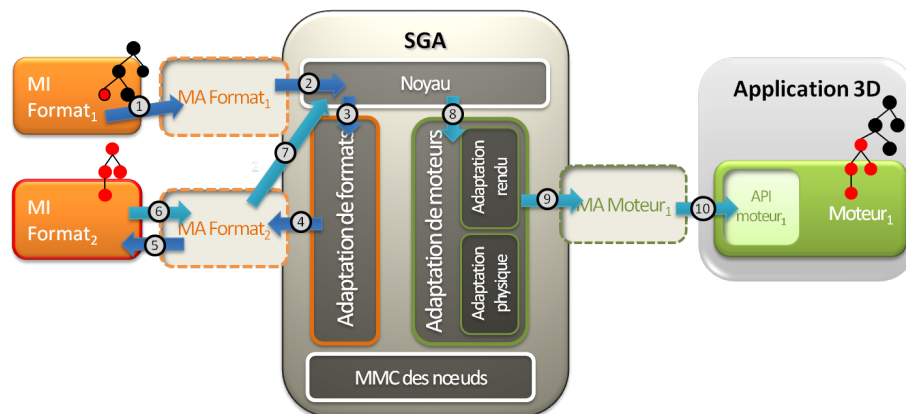 SGA
Noyau
MI
Format1
1
MA Format1
2
3
8
7
MI
Format2
6
5
MA Format2
4
Adaptation de formats
Adaptation de moteurs
Adaptation
rendu
Adaptation
physique
9
MA Moteur1
10
Application 3D
API
moteur1
Moteur1
MMC des nœuds